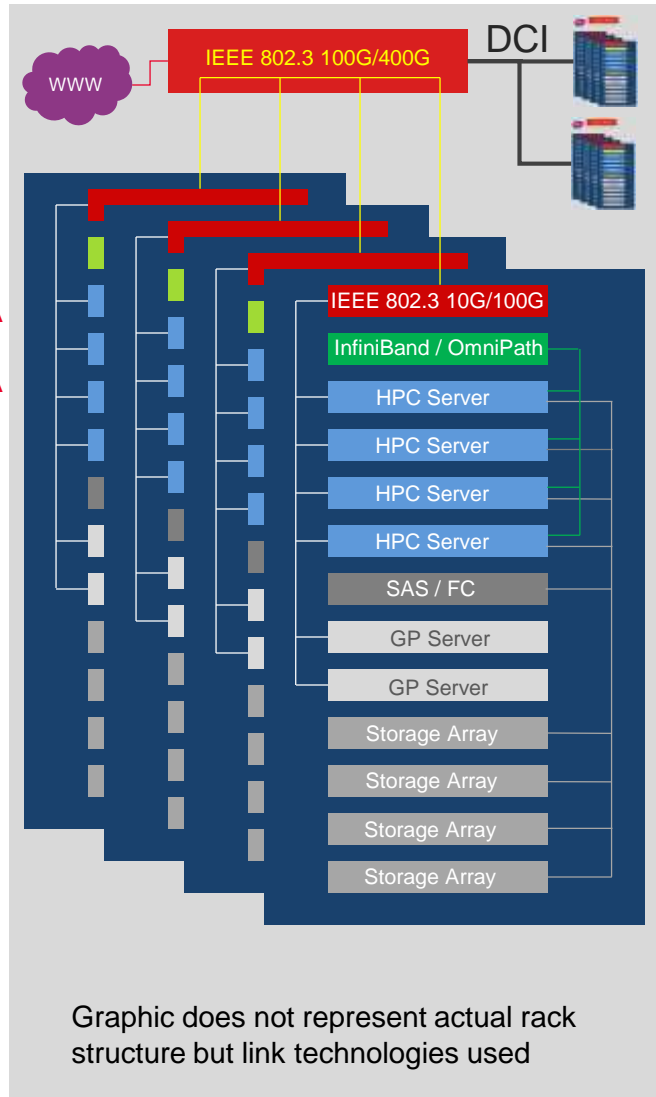 DCI
IEEE 802.3 100G/400G
WWW
IEEE 802.3 10G/100G
InfiniBand / OmniPath
HPC Server
HPC Server
HPC Server
HPC Server
SAS / FC
GP Server
GP Server
Storage Array
Storage Array
Storage Array
Storage Array
Graphic does not represent actual rack
structure but link technologies used